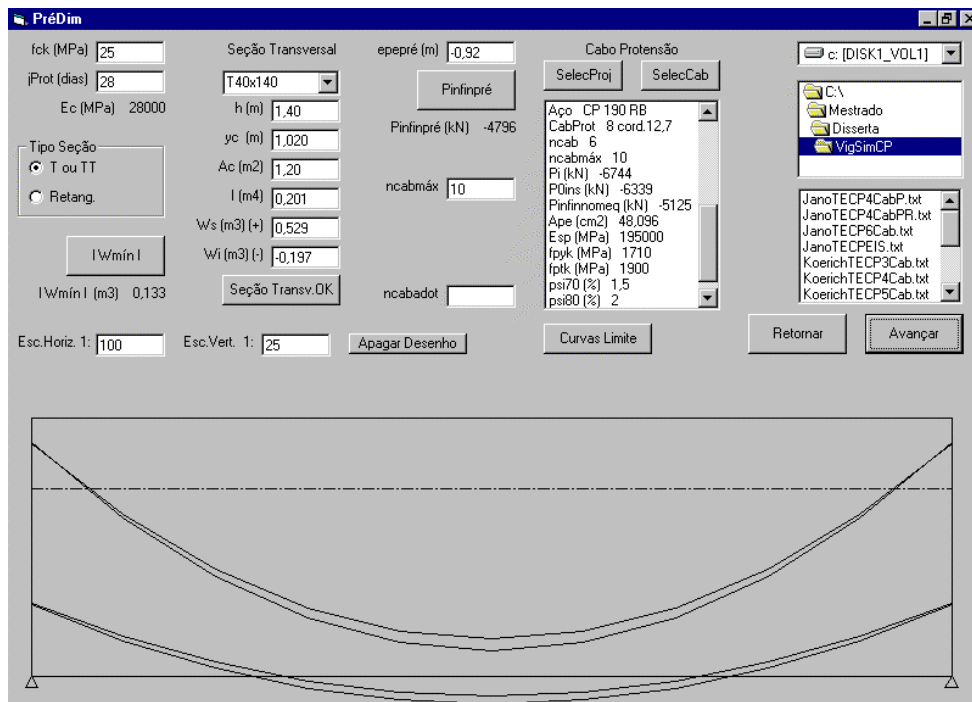 PréDim
fck (MPa) 25
jProt (dias) 28
Ec (MPa) 28000
Tipo Seção
T ou TT
Retang.
I Wmín I
I Wmín I (m3) 0,133
Seção Transversal
T40x140
h (m) 1,40
yc (m) 1,020
Ac (m2) 1,20
I (m4) 0,201
Ws (m3) (+) 0,529
Wi (m3) (-) -0,197
Seção Transv.OK
epepré (m) -0,92
Pinfinpré
Pinfinpré (kN) -4796
ncabmáx 10
ncabadot
Cabo Protensão
SelecProj SelecCab
Aço CP 190 RB
CabProt 8 cord.12,7
ncab 6
ncabmáx 10
Pi (kN) -6744
P0ins (kN) -6339
Pinfinnomeq (kN) -5125
Ape (cm2) 48,096
Esp (MPa) 195000
fpyk (MPa) 1710
fptk (MPa) 1900
psi70 (%) 1,5
psi80 (%) 2
Curvas Limite
c: [DISK1_VOL1]
C:\
Mestrado
Disserta
VigSimCP
JanoTECP4CabP.txt
JanoTECP4CabPR.txt
JanoTECP6Cab.txt
JanoTECPEIS.txt
KoerichTECP3Cab.txt
KoerichTECP4Cab.txt
KoerichTECP5Cab.txt
Retornar Avançar
Esc.Horiz. 1: 100 Esc.Vert. 1: 25 Apagar Desenho